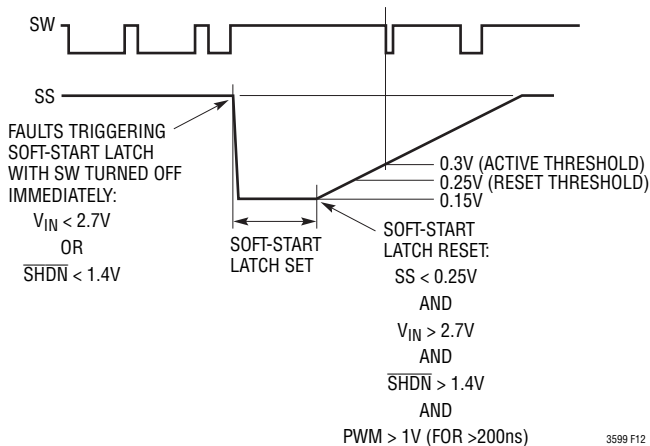 SW
SS
FAULTS TRIGGERING
SOFT-START LATCH
WITH SW TURNED OFF
IMMEDIATELY:
VIN < 2.7V
OR
SHDN < 1.4V
SOFT-START
LATCH SET
0.3V (ACTIVE THRESHOLD)
0.25V (RESET THRESHOLD)
0.15V
SOFT-START
LATCH RESET:
SS < 0.25V
AND
VIN > 2.7V
AND
SHDN > 1.4V
AND
PWM > 1V (FOR >200ns)
3599 F12